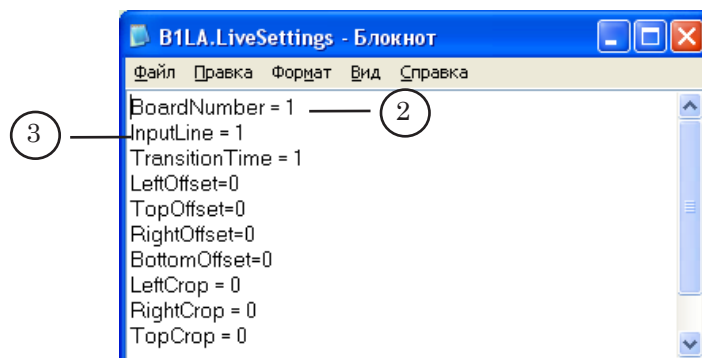 B1LA.LiveSettings - Блокнот
Файл Правка Формат Вид Справка
BoardNumber = 1
2
3
InputLine = 1
TransitionTime = 1
LeftOffset=0
TopOffset=0
RightOffset=0
BottomOffset=0
LeftCrop = 0
RightCrop = 0
TopCrop = 0